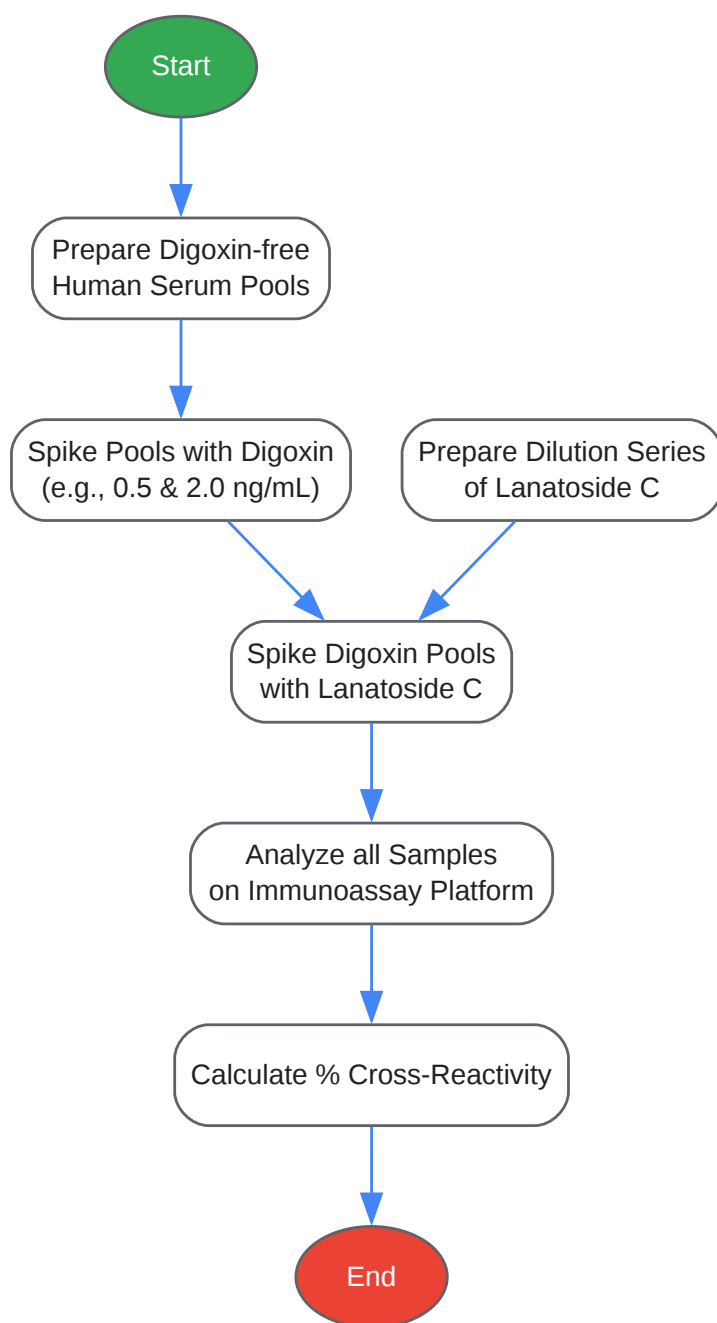 Start
Prepare Digoxin-free
Human Serum Pools
Spike Pools with Digoxin
(e.g., 0.5 & 2.0 ng/mL)
Prepare Dilution Series
of Lanatoside C
Spike Digoxin Pools
with Lanatoside C
Analyze all Samples
on Immunoassay Platform
Calculate % Cross-Reactivity
End